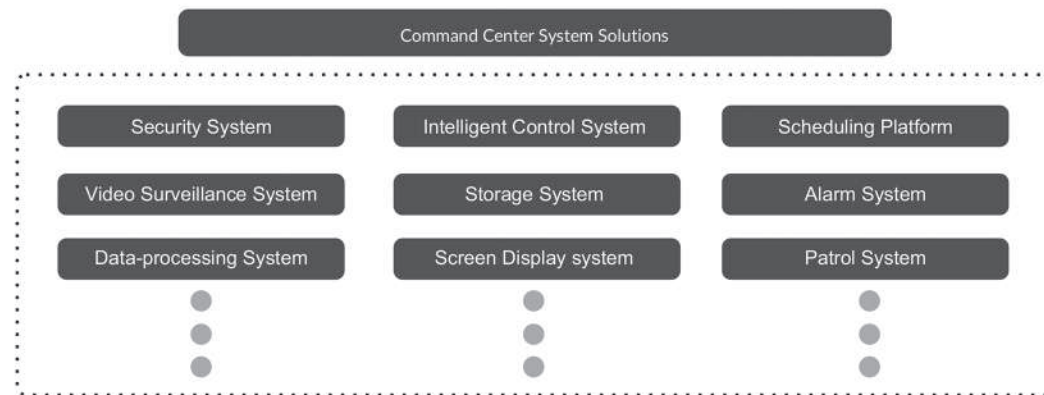 Command Center System Solutions
Security System
Intelligent Control System
Scheduling Platform
Video Surveillance System
Storage System
Alarm System
Data-processing System
Screen Display system
Patrol System